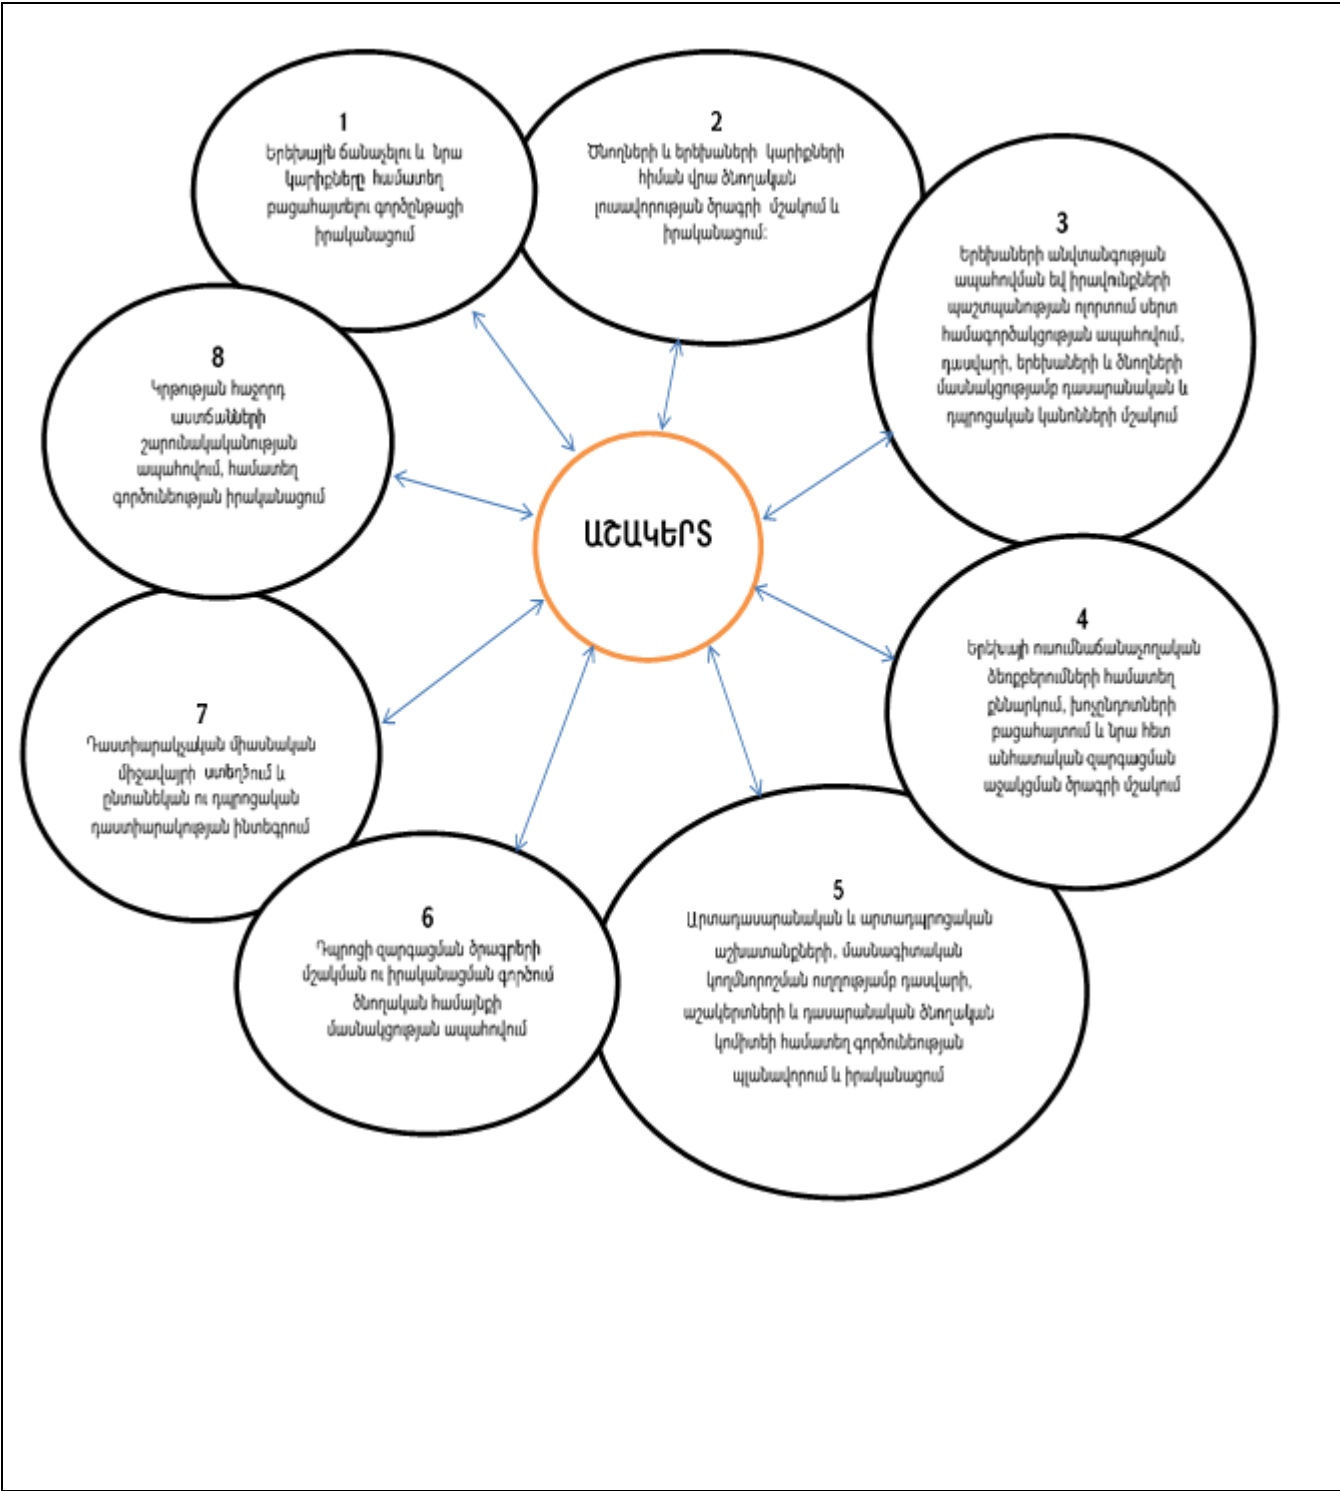 1
Երեխային ճանաչելու և նրա
կարիքները համատեղ
բացահայտելու գործընթացի
իրականացում
2
Ծնողների և երեխաների կարիքների
հիման վրա ծնողական
լուսավորության ծրագրի մշակում և
իրականացում:
3
Երեխաների անվտանգության
ապահովման եվ իրավունքների
պաշտպանության ոլորտում սերտ
համագործակցության ապահովում,
դասվարի, երեխաների և ծնողների
մասնակցությամբ դասարանական և
դպրոցական կանոնների մշակում
8
Կրթության հաջորդ
աստճանների
շարունակականության
ապահովում, համատեղ
գործունեության իրականացում
ԱՇԱԿԵՐՏ
4
Երեխայի ուսումնաճանաչողական
ձեռքբերումների համատեղ
քննարկում, խոչընդոտների
բացահայտում և նրա հետ
անհատական զարգացման
աջակցման ծրագրի մշակում
7
Դաստիարակչական միասնական
միջավայրի ստեղծում և
ընտանեկան ու դպրոցական
դաստիարակության ինտեգրում
6
Դպրոցի զարգացման ծրագրերի
մշակման ու իրականացման գործում
ծնողական համայնքի
մասնակցության ապահովում
5
Արտադասարանական և արտադպրոցական
աշխատանքների, մասնագիտական
կողմնորոշման ուղղությամբ դասվարի,
աշակերտների և դասարանական ծնողական
կոմիտեի համատեղ գործունեության
պլանավորում և իրականացում